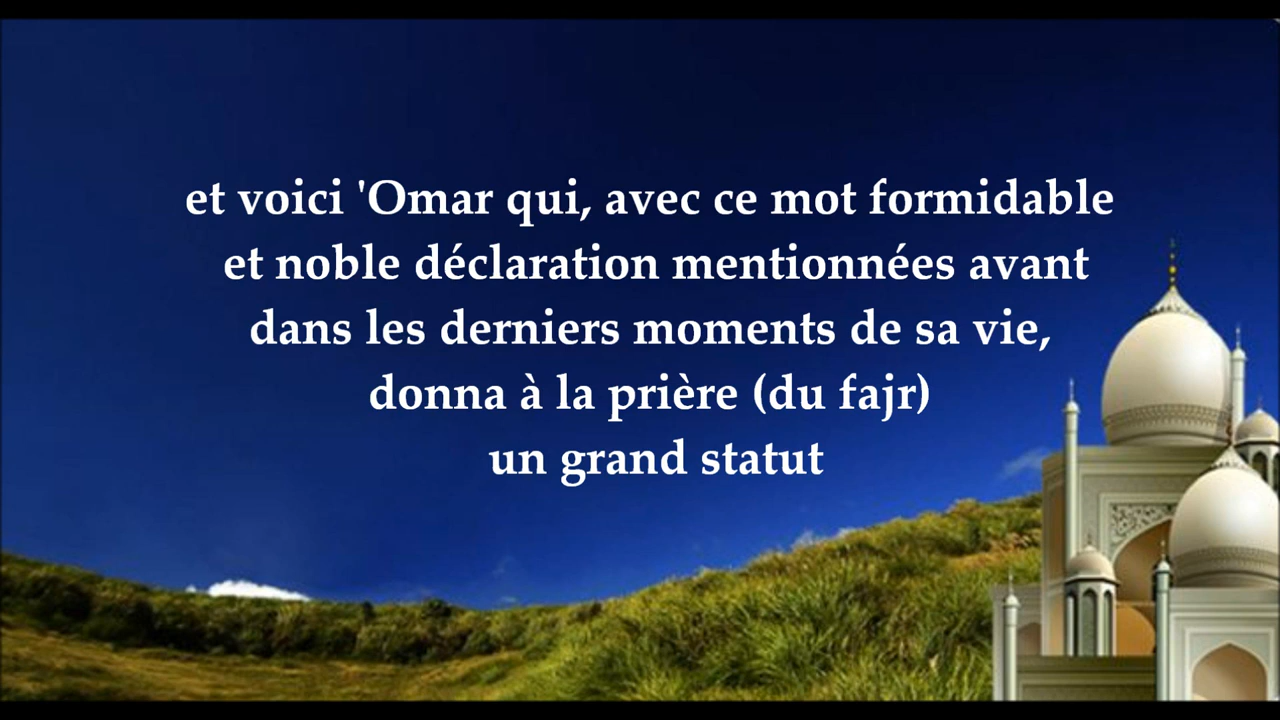 et voici 'Omar qui, avec ce mot formidable
et noble déclaration mentionnées avant
dans les derniers moments de sa vie,
donna à la prière (du fajr)
un grand statut